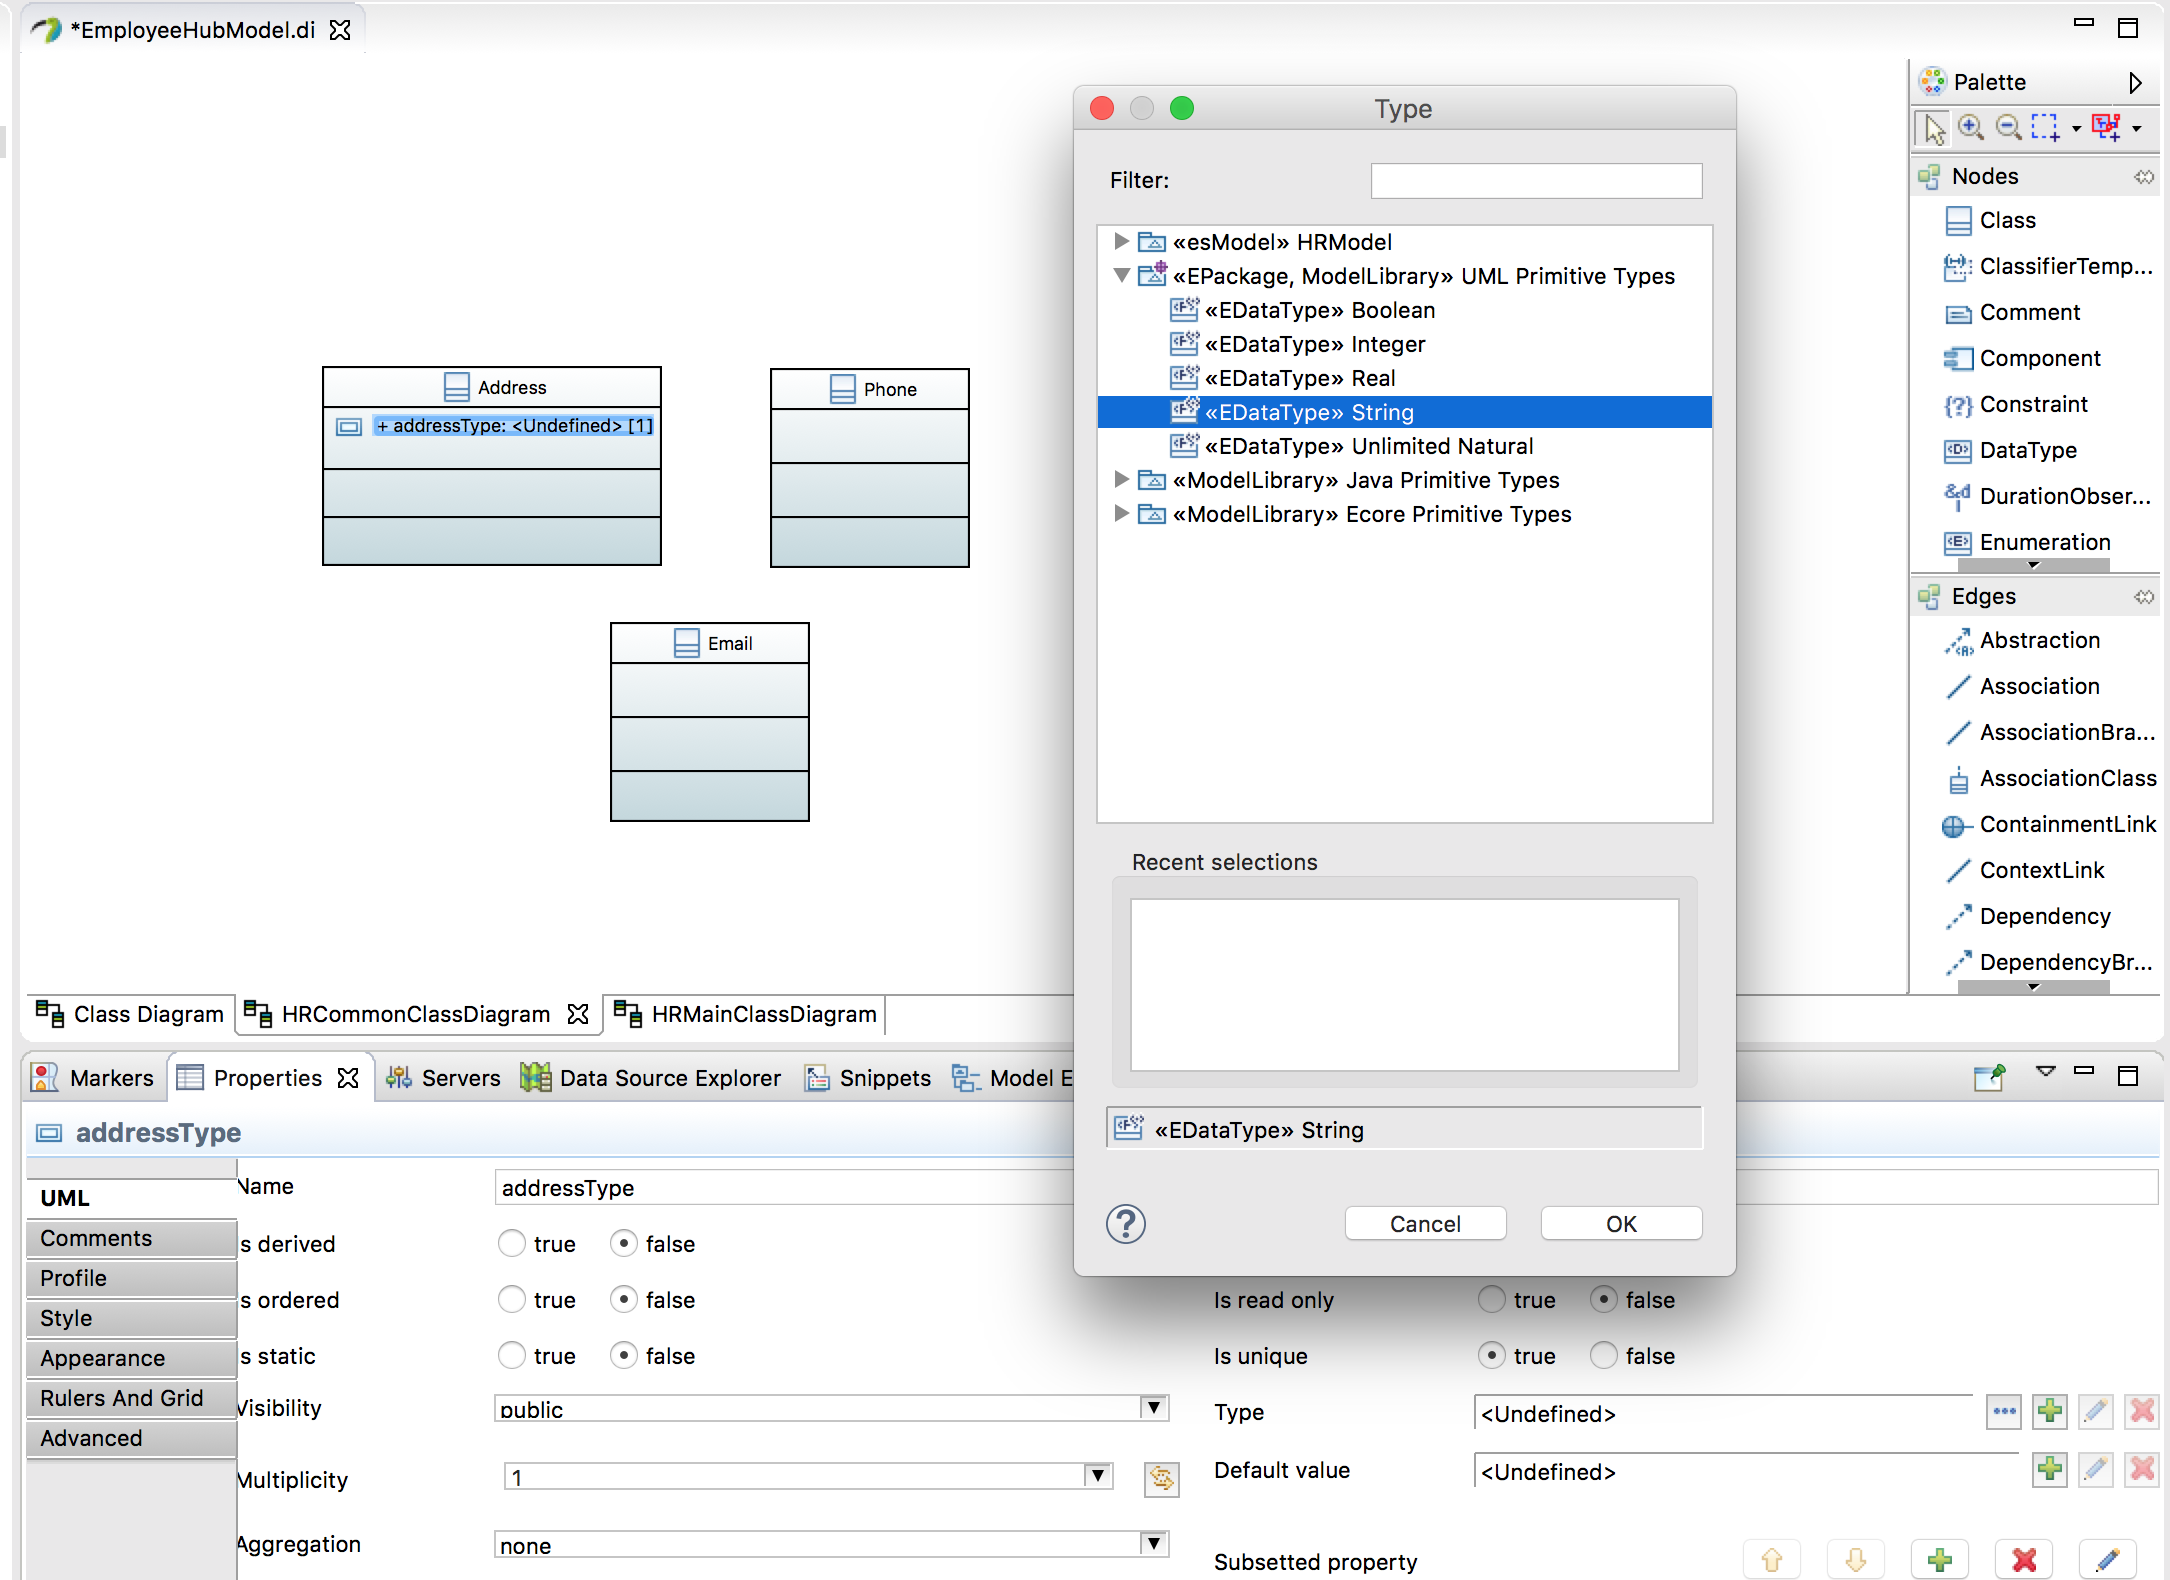 *EmployeeHubModel.di
Address
+ addressType: <Undefined> [1]
Phone
Email
Type
Filter:
«esModel» HRModel
«EPackage, ModelLibrary» UML Primitive Types
«EDataType» Boolean
«EDataType» Integer
«EDataType» Real
«EDataType» String
«EDataType» Unlimited Natural
«ModelLibrary» Java Primitive Types
«ModelLibrary» Ecore Primitive Types
Recent selections
«EDataType» String
?
Cancel
OK
Palette
Nodes
Class
ClassifierTemp...
Comment
Component
Constraint
DataType
DurationObser...
Enumeration
Edges
Abstraction
Association
AssociationBra...
AssociationClass
ContainmentLink
ContextLink
Dependency
DependencyBr...
Class Diagram
HRCommonClassDiagram
HRMainClassDiagram
Markers
Properties
Servers
Data Source Explorer
Snippets
Model E
addressType
UML
Comments
Profile
Style
Appearance
Rulers And Grid
Advanced
Name
addressType
s derived
true
false
s ordered
true
false
Is read only
true
false
s static
true
false
Is unique
true
false
Visibility
public
Type
<Undefined>
Multiplicity
1
Default value
<Undefined>
Aggregation
none
Subsetted property